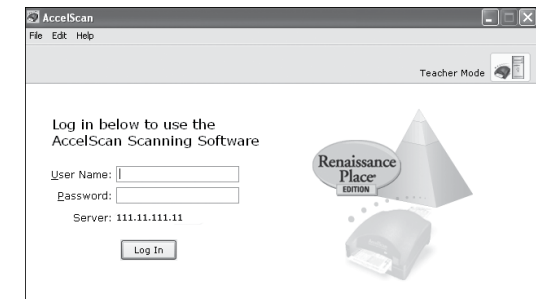 AccelScan
File Edit Help
Teacher Mode
Log in below to use the
AccelScan Scanning Software
User Name:
Password:
Server: 111.11.111.11
Log In
Renaissance
Place
EDITION